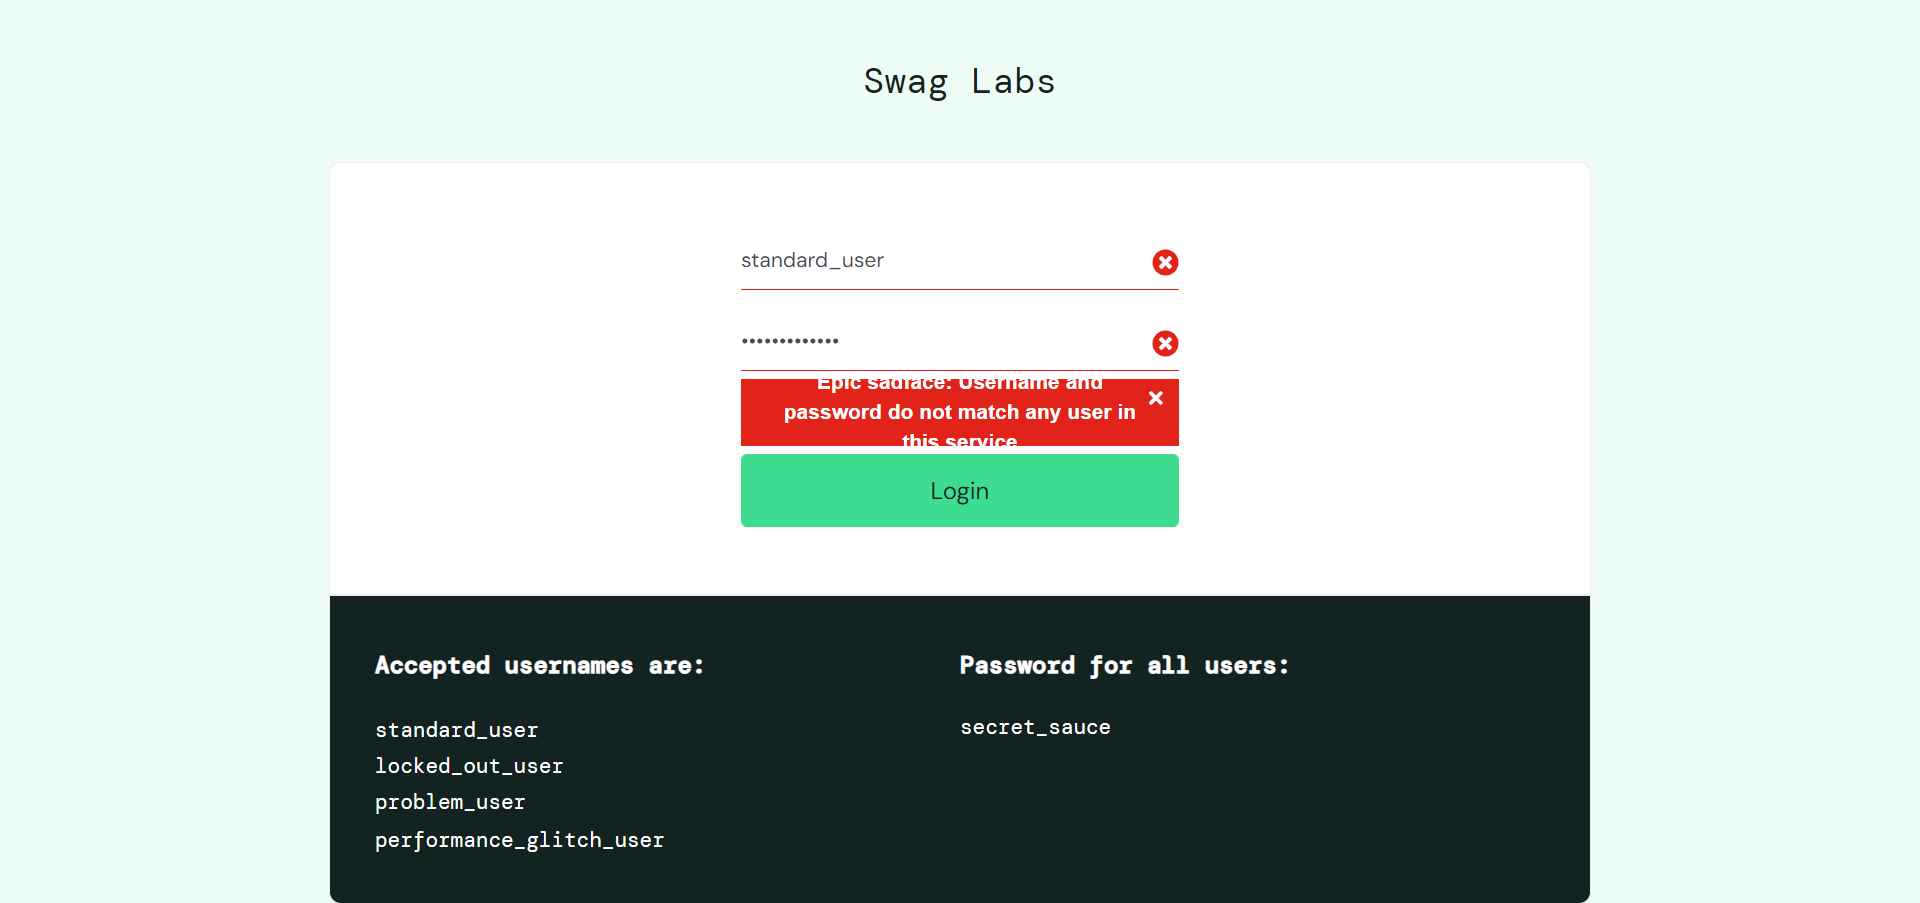 Swag Labs
standard_user
•••••••••••••
Epic sadface: Username and
password do not match any user in
this service
Login
Accepted usernames are:
standard_user
locked_out_user
problem_user
performance_glitch_user
Password for all users:
secret_sauce